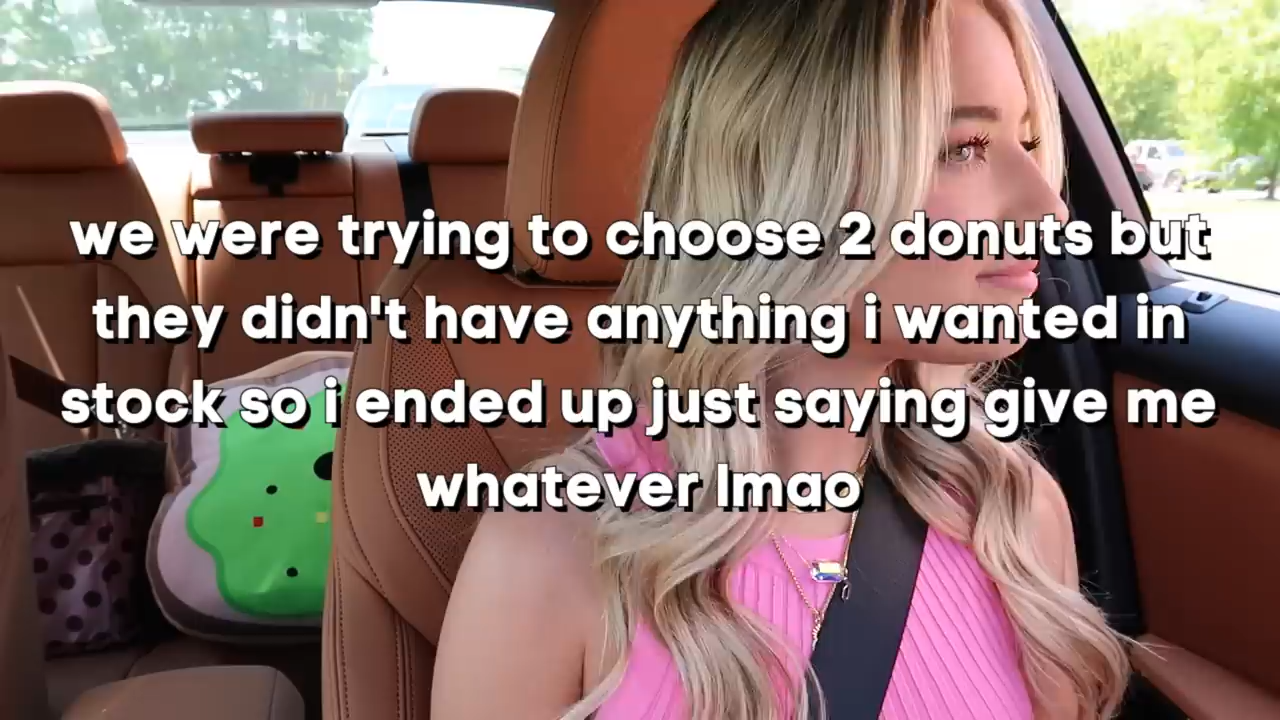 we were trying to choose 2 donuts but
they didn't have anything i wanted in
stock so i ended up just saying give me
whatever lmao